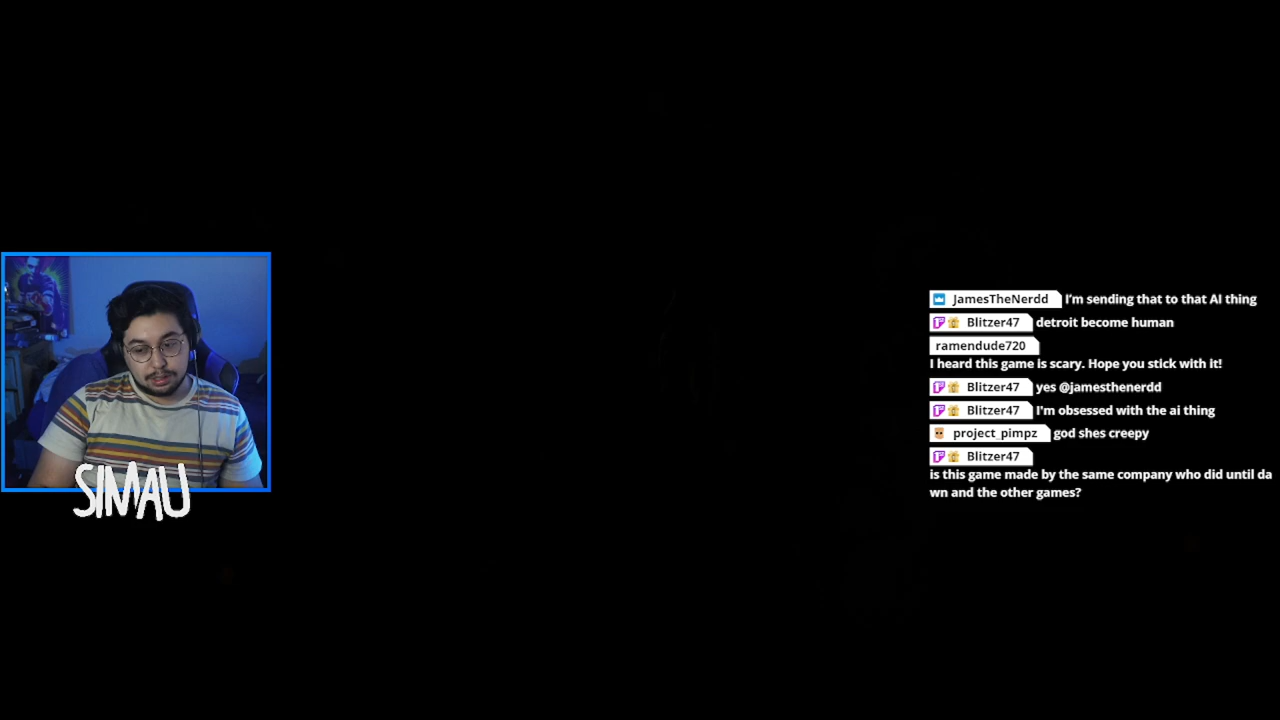 JamesTheNerdd I'm sending that to that AI thing
Blitzer47 detroit become human
ramendude720
I heard this game is scary. Hope you stick with it!
Blitzer47 yes @jamesthenerdd
Blitzer47 I'm obsessed with the ai thing
project_pimpz god shes creepy
Blitzer47
is this game made by the same company who did until da
wn and the other games?
SIMAU